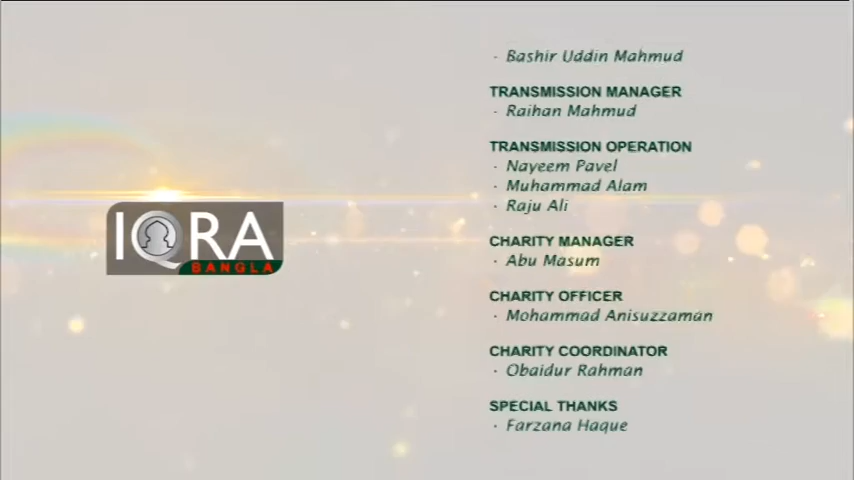 IQRA
BANGLA
- Bashir Uddin Mahmud
TRANSMISSION MANAGER
- Raihan Mahmud
TRANSMISSION OPERATION
- Nayeem Pavel
- Muhammad Alam
- Raju Ali
CHARITY MANAGER
- Abu Masum
CHARITY OFFICER
- Mohammad Anisuzzaman
CHARITY COORDINATOR
- Obaidur Rahman
SPECIAL THANKS
- Farzana Haque